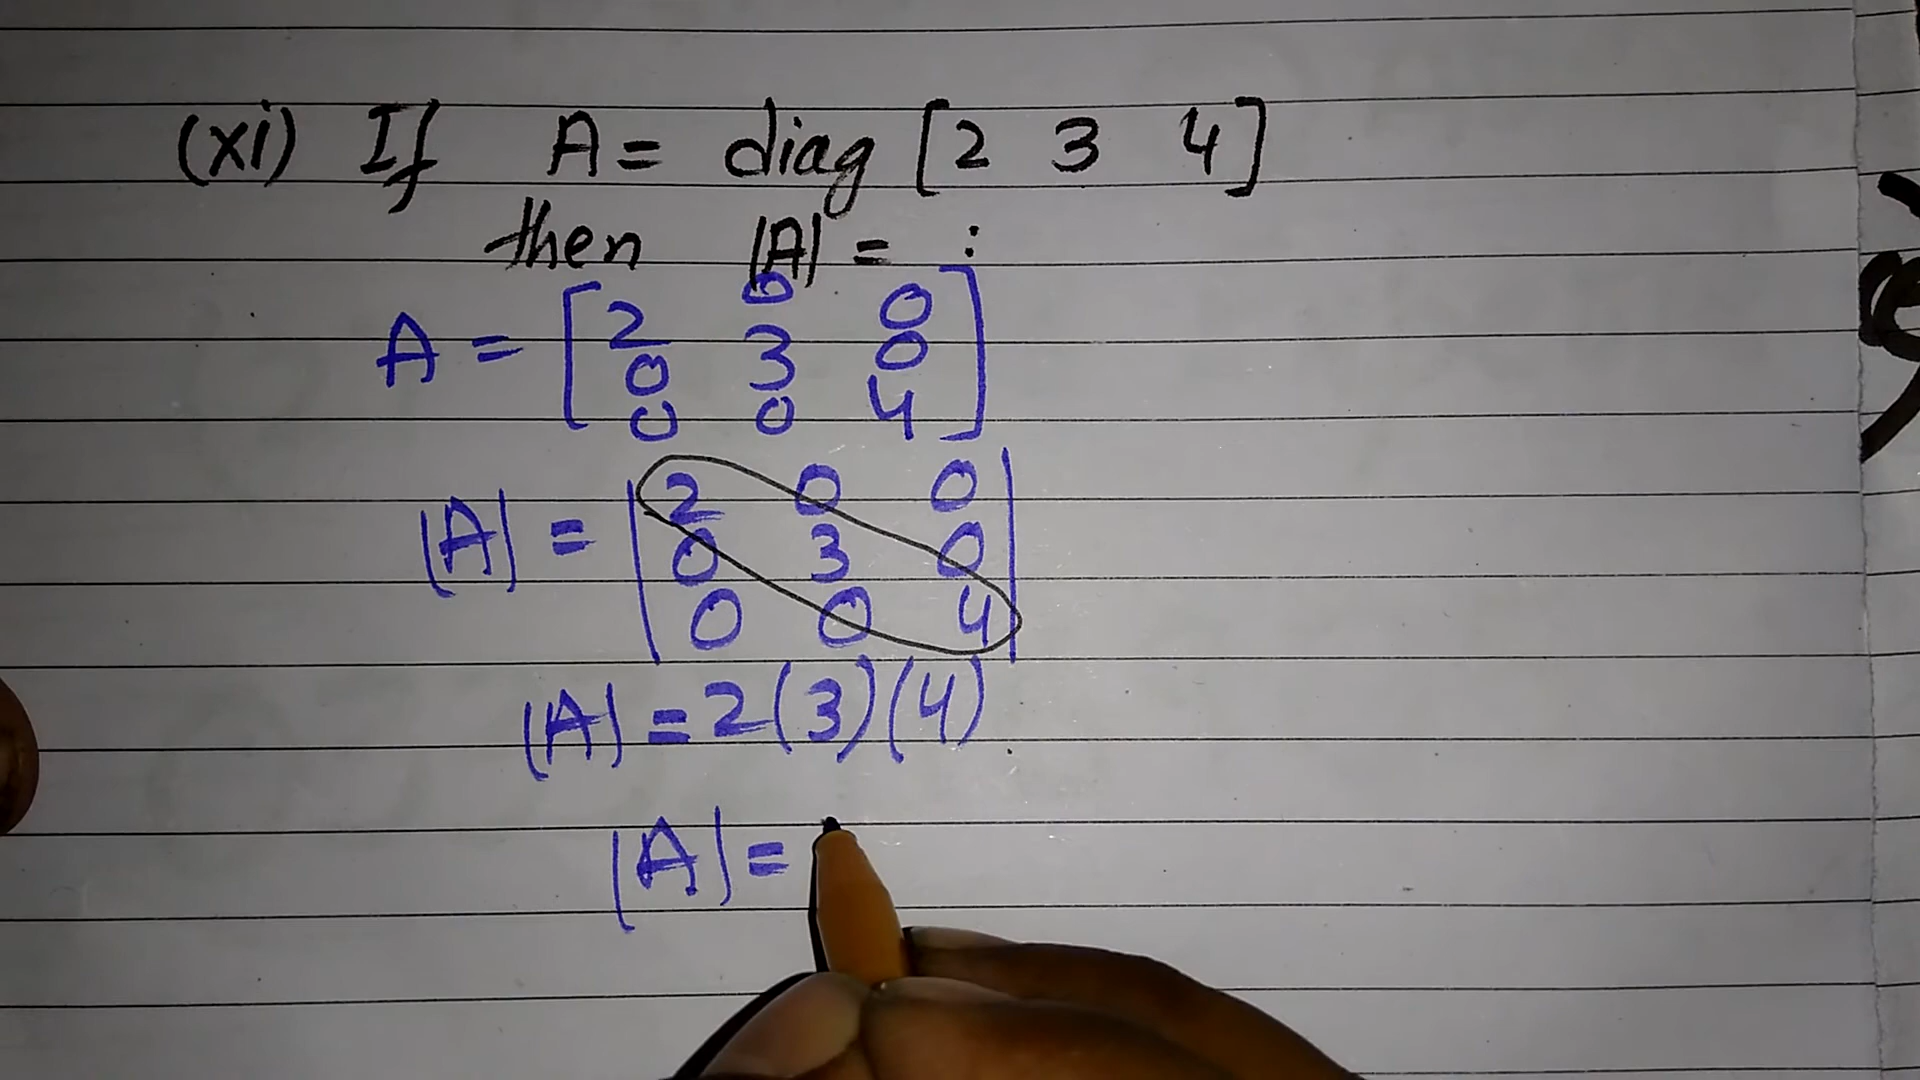 (xi) If A = diag [2 3 4]
then |A| = :
A = [2 0 0
0 3 0
0 0 4]
|A| = |2 0 0
0 3 0
0 0 4|
|A| = 2(3)(4)
|A| =